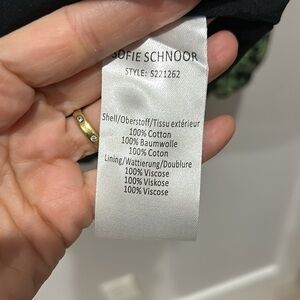 SOFIE SCHNOOR
STYLE: S221262
Shell/Oberstoff/Tissu extérieur
100% Cotton
100% Baumwolle
100% Coton
Lining/Wattierung/Doublure
100% Viscose
100% Viskose
100% Viscose